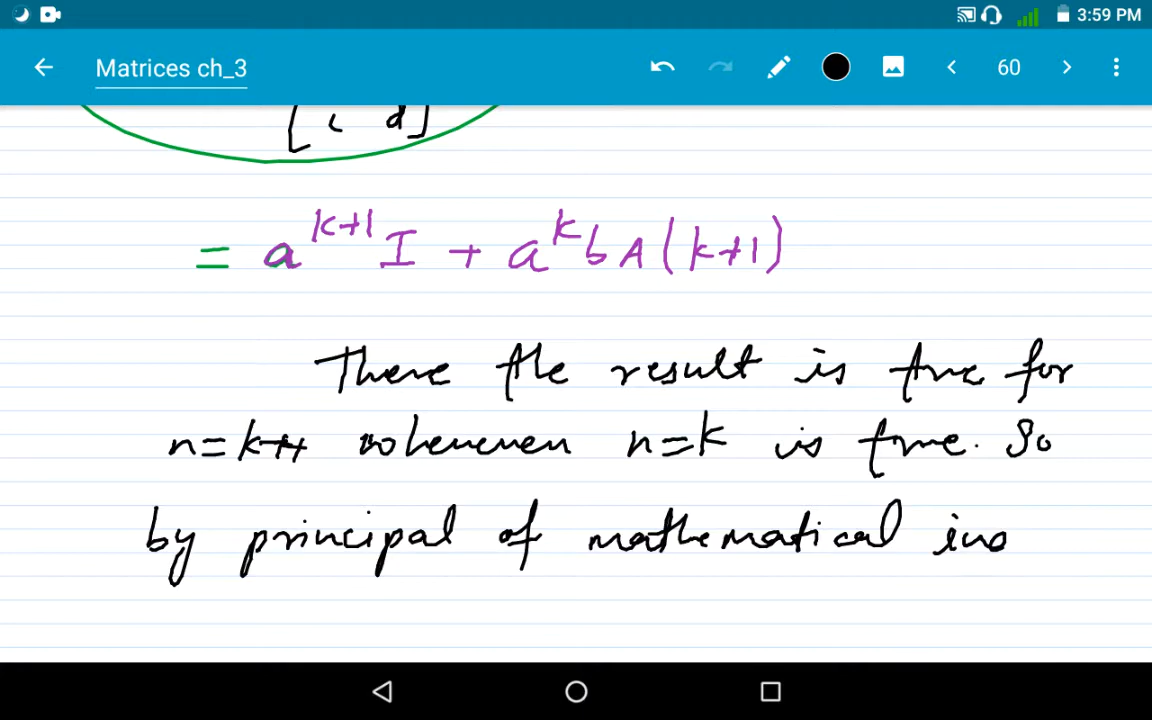 3:59 PM
Matrices ch_3 60
[ c d ]
= a^{k+1} I + a^k b A (k+1)
There the result is true for
n=k+1 whenever n=k is true. So
by principal of mathematical ind